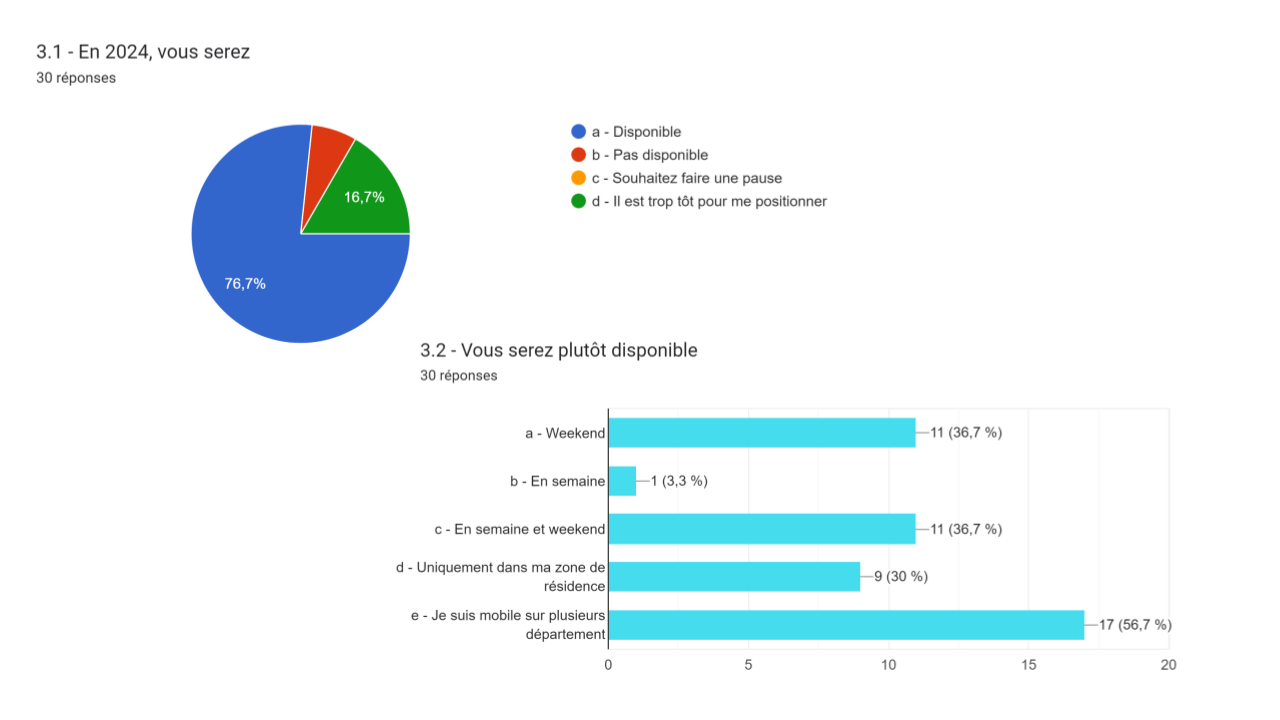 3.1 - En 2024, vous serez
30 réponses
a - Disponible
b - Pas disponible
c - Souhaitez faire une pause
d - Il est trop tôt pour me positionner
16,7%
76,7%
3.2 - Vous serez plutôt disponible
30 réponses
a - Weekend
11 (36,7 %)
b - En semaine
1 (3,3 %)
c - En semaine et weekend
11 (36,7 %)
d - Uniquement dans ma zone de
résidence
9 (30 %)
e - Je suis mobile sur plusieurs
département
17 (56,7 %)
0 5 10 15 20